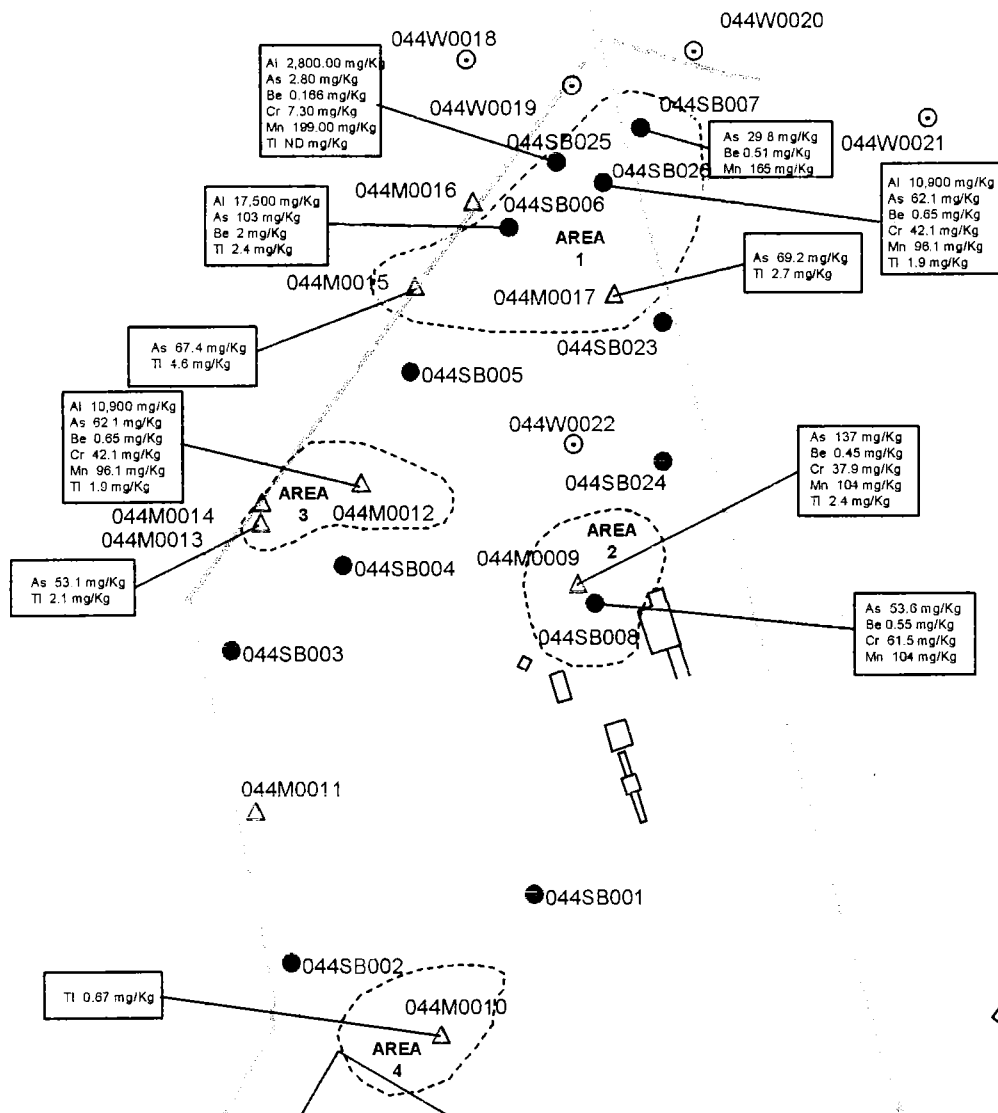 044W0020
044W0018
Al 2,800.00 mg/Kg
As 2.80 mg/Kg
Be 0.166 mg/Kg
Cr 7.30 mg/Kg
Mn 199.00 mg/Kg
Tl ND mg/Kg
044W0019
044SB007
044SB025
As 29.8 mg/Kg
Be 0.51 mg/Kg
Mn 165 mg/Kg
044W0021
044SB026
Al 10,900 mg/Kg
As 62.1 mg/Kg
Be 0.65 mg/Kg
Cr 42.1 mg/Kg
Mn 96.1 mg/Kg
Tl 1.9 mg/Kg
044M0016
Al 17,500 mg/Kg
As 103 mg/Kg
Be 2 mg/Kg
Tl 2.4 mg/Kg
044SB006
AREA
1
As 69.2 mg/Kg
Tl 2.7 mg/Kg
044M0015
044M0017
As 67.4 mg/Kg
Tl 4.6 mg/Kg
044SB023
044SB005
Al 10,900 mg/Kg
As 62.1 mg/Kg
Be 0.65 mg/Kg
Cr 42.1 mg/Kg
Mn 96.1 mg/Kg
Tl 1.9 mg/Kg
044W0022
As 137 mg/Kg
Be 0.45 mg/Kg
Cr 37.9 mg/Kg
Mn 104 mg/Kg
Tl 2.4 mg/Kg
044SB024
AREA
3
044M0014
044M0012
044M0013
AREA
2
044M0009
As 53.1 mg/Kg
Tl 2.1 mg/Kg
044SB004
As 53.6 mg/Kg
Be 0.55 mg/Kg
Cr 61.5 mg/Kg
Mn 104 mg/Kg
044SB008
044SB003
044M0011
044SB001
044SB002
Tl 0.67 mg/Kg
044M0010
AREA
4